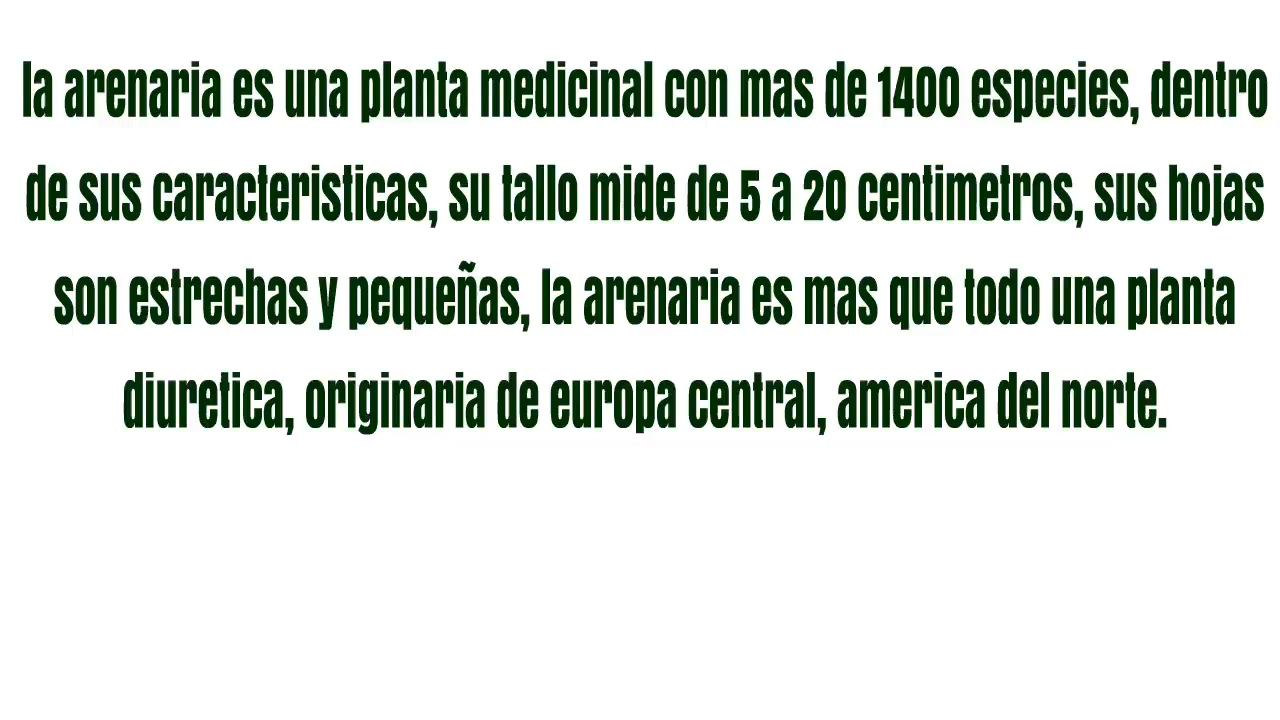 la arenaria es una planta medicinal con mas de 1400 especies, dentro
de sus caracteristicas, su tallo mide de 5 a 20 centimetros, sus hojas
son estrechas y pequeñas, la arenaria es mas que todo una planta
diuretica, originaria de europa central, america del norte.